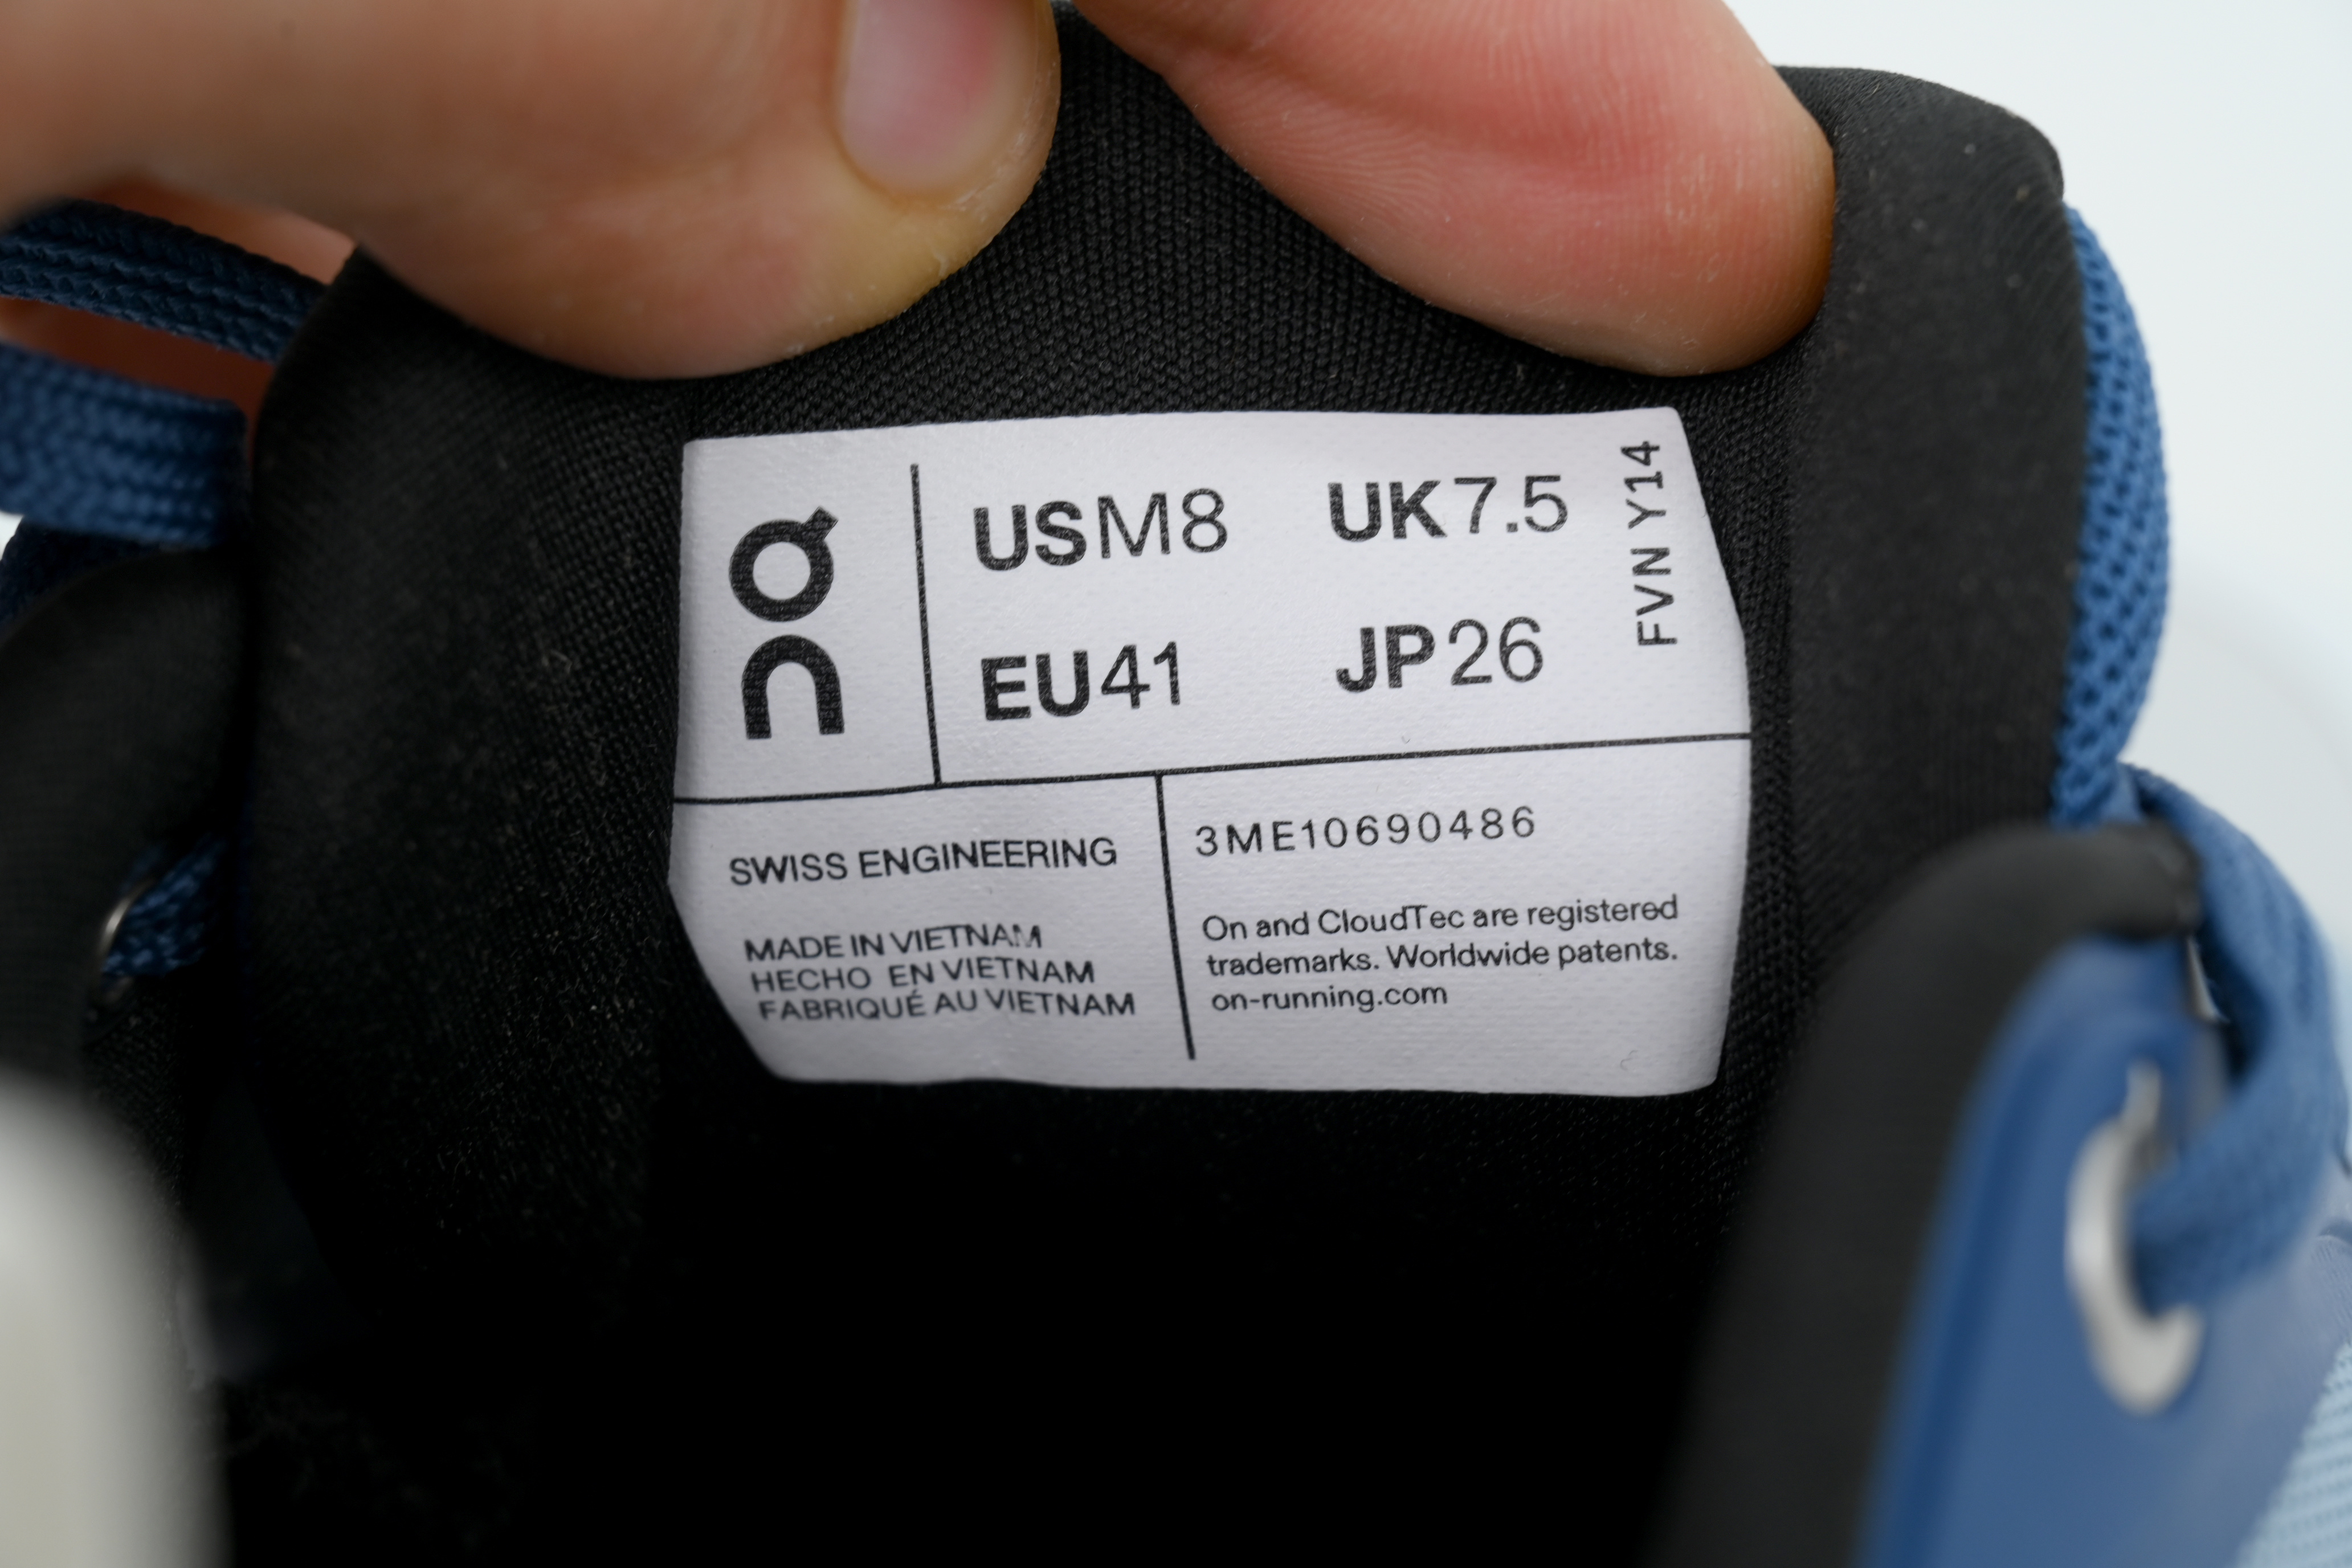 On
USM8 UK7.5
EU41 JP26
FVN Y14
SWISS ENGINEERING
MADE IN VIETNAM
HECHO EN VIETNAM
FABRIQUÉ AU VIETNAM
3ME10690486
On and CloudTec are registered
trademarks. Worldwide patents.
on-running.com